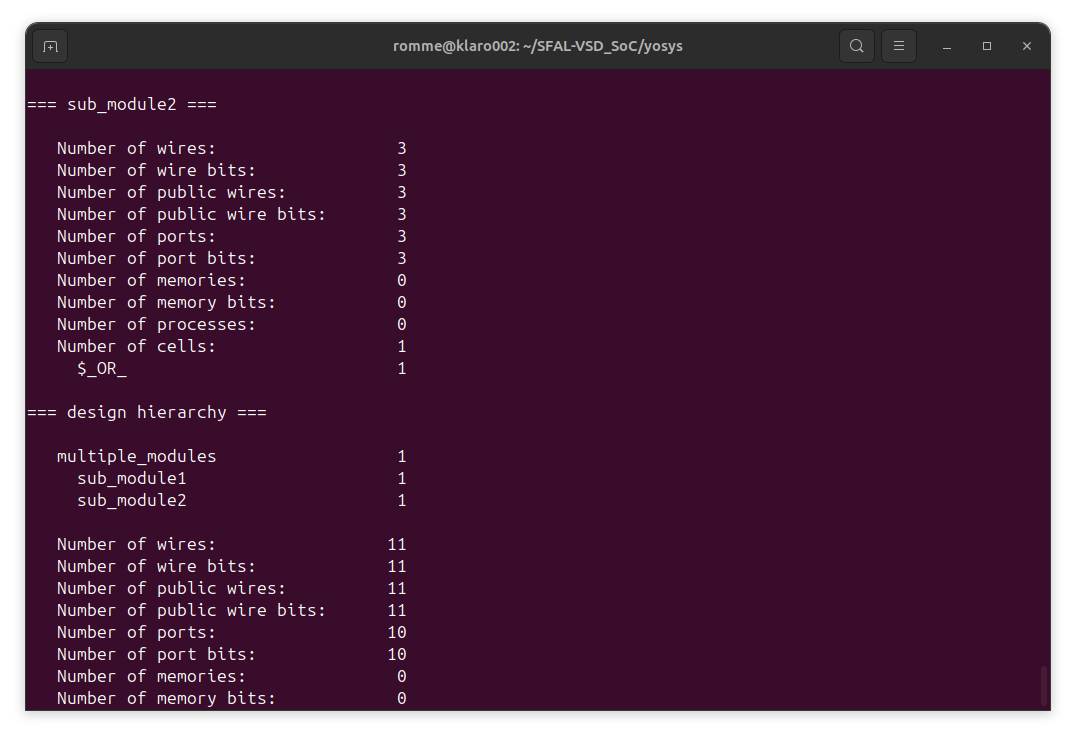 romme@klaro002: ~/SFAL-VSD_SoC/yosys
=== sub_module2 ===
Number of wires: 3
Number of wire bits: 3
Number of public wires: 3
Number of public wire bits: 3
Number of ports: 3
Number of port bits: 3
Number of memories: 0
Number of memory bits: 0
Number of processes: 0
Number of cells: 1
$_OR_ 1
=== design hierarchy ===
multiple_modules 1
sub_module1 1
sub_module2 1
Number of wires: 11
Number of wire bits: 11
Number of public wires: 11
Number of public wire bits: 11
Number of ports: 10
Number of port bits: 10
Number of memories: 0
Number of memory bits: 0